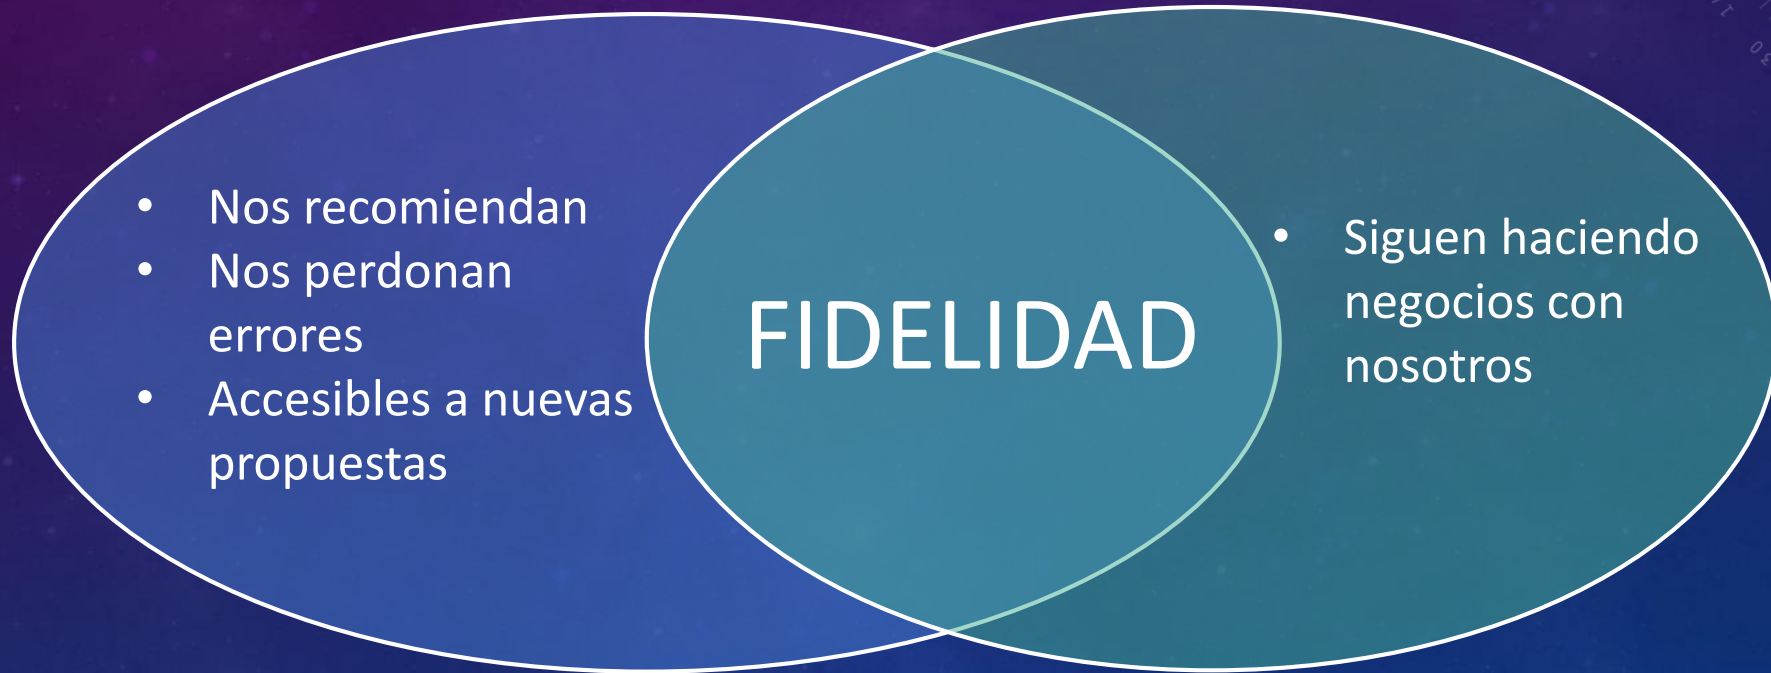 • Nos recomiendan
• Nos perdonan
errores
• Accesibles a nuevas
propuestas
FIDELIDAD
• Siguen haciendo
negocios con
nosotros